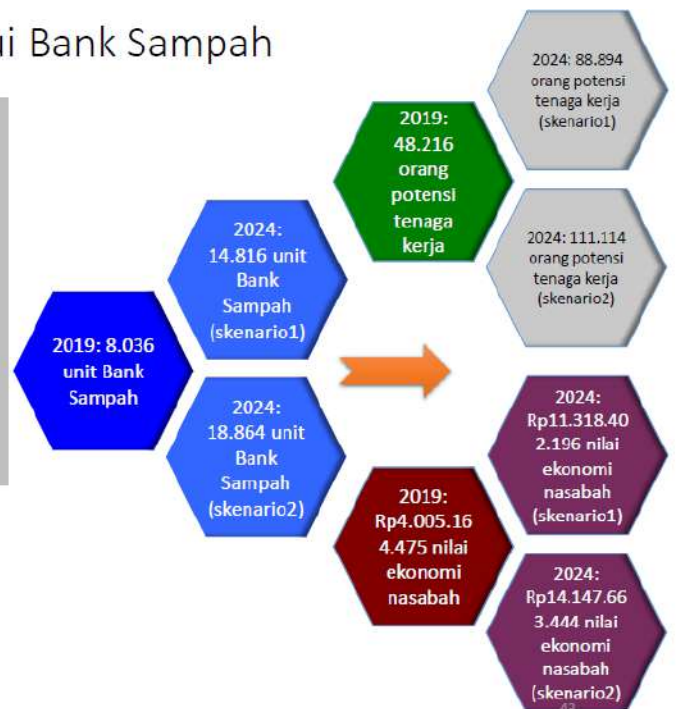 ui Bank Sampah
2019: 8.036
unit Bank
Sampah
2024:
14.816 unit
Bank
Sampah
(skenario1)
2024:
18.864 unit
Bank
Sampah
(skenario2)
2019:
48.216
orang
potensi
tenaga
kerja
2024: 88.894
orang potensi
tenaga kerja
(skenario1)
2024: 111.114
orang potensi
tenaga kerja
(skenario2)
2019:
Rp4.005.16
4.475 nilai
ekonomi
nasabah
2024:
Rp11.318.40
2.196 nilai
ekonomi
nasabah
(skenario1)
2024:
Rp14.147.66
3.444 nilai
ekonomi
nasabah
(skenario2)
43